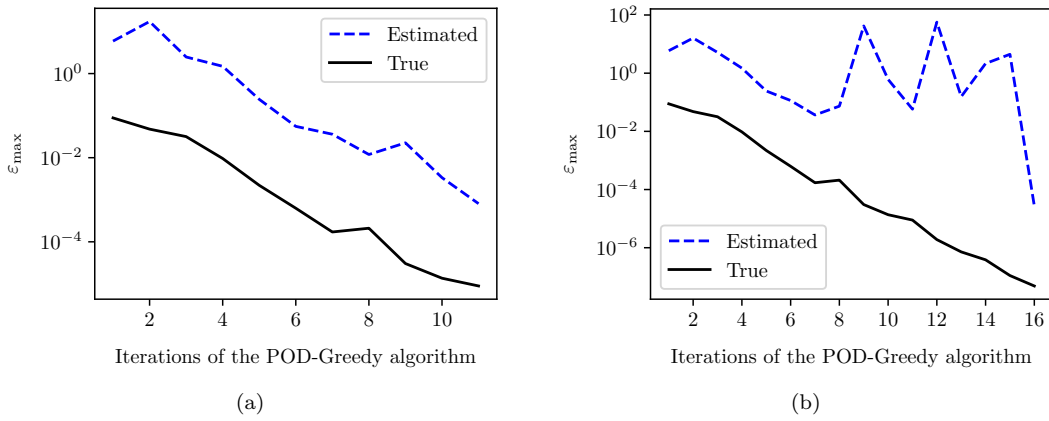 Estimated
True
10^0
10^{-2}
10^{-4}
ε_max
2 4 6 8 10
Iterations of the POD-Greedy algorithm
(a)
10^2
10^0
10^{-2}
10^{-4}
10^{-6}
ε_max
Estimated
True
2 4 6 8 10 12 14 16
Iterations of the POD-Greedy algorithm
(b)